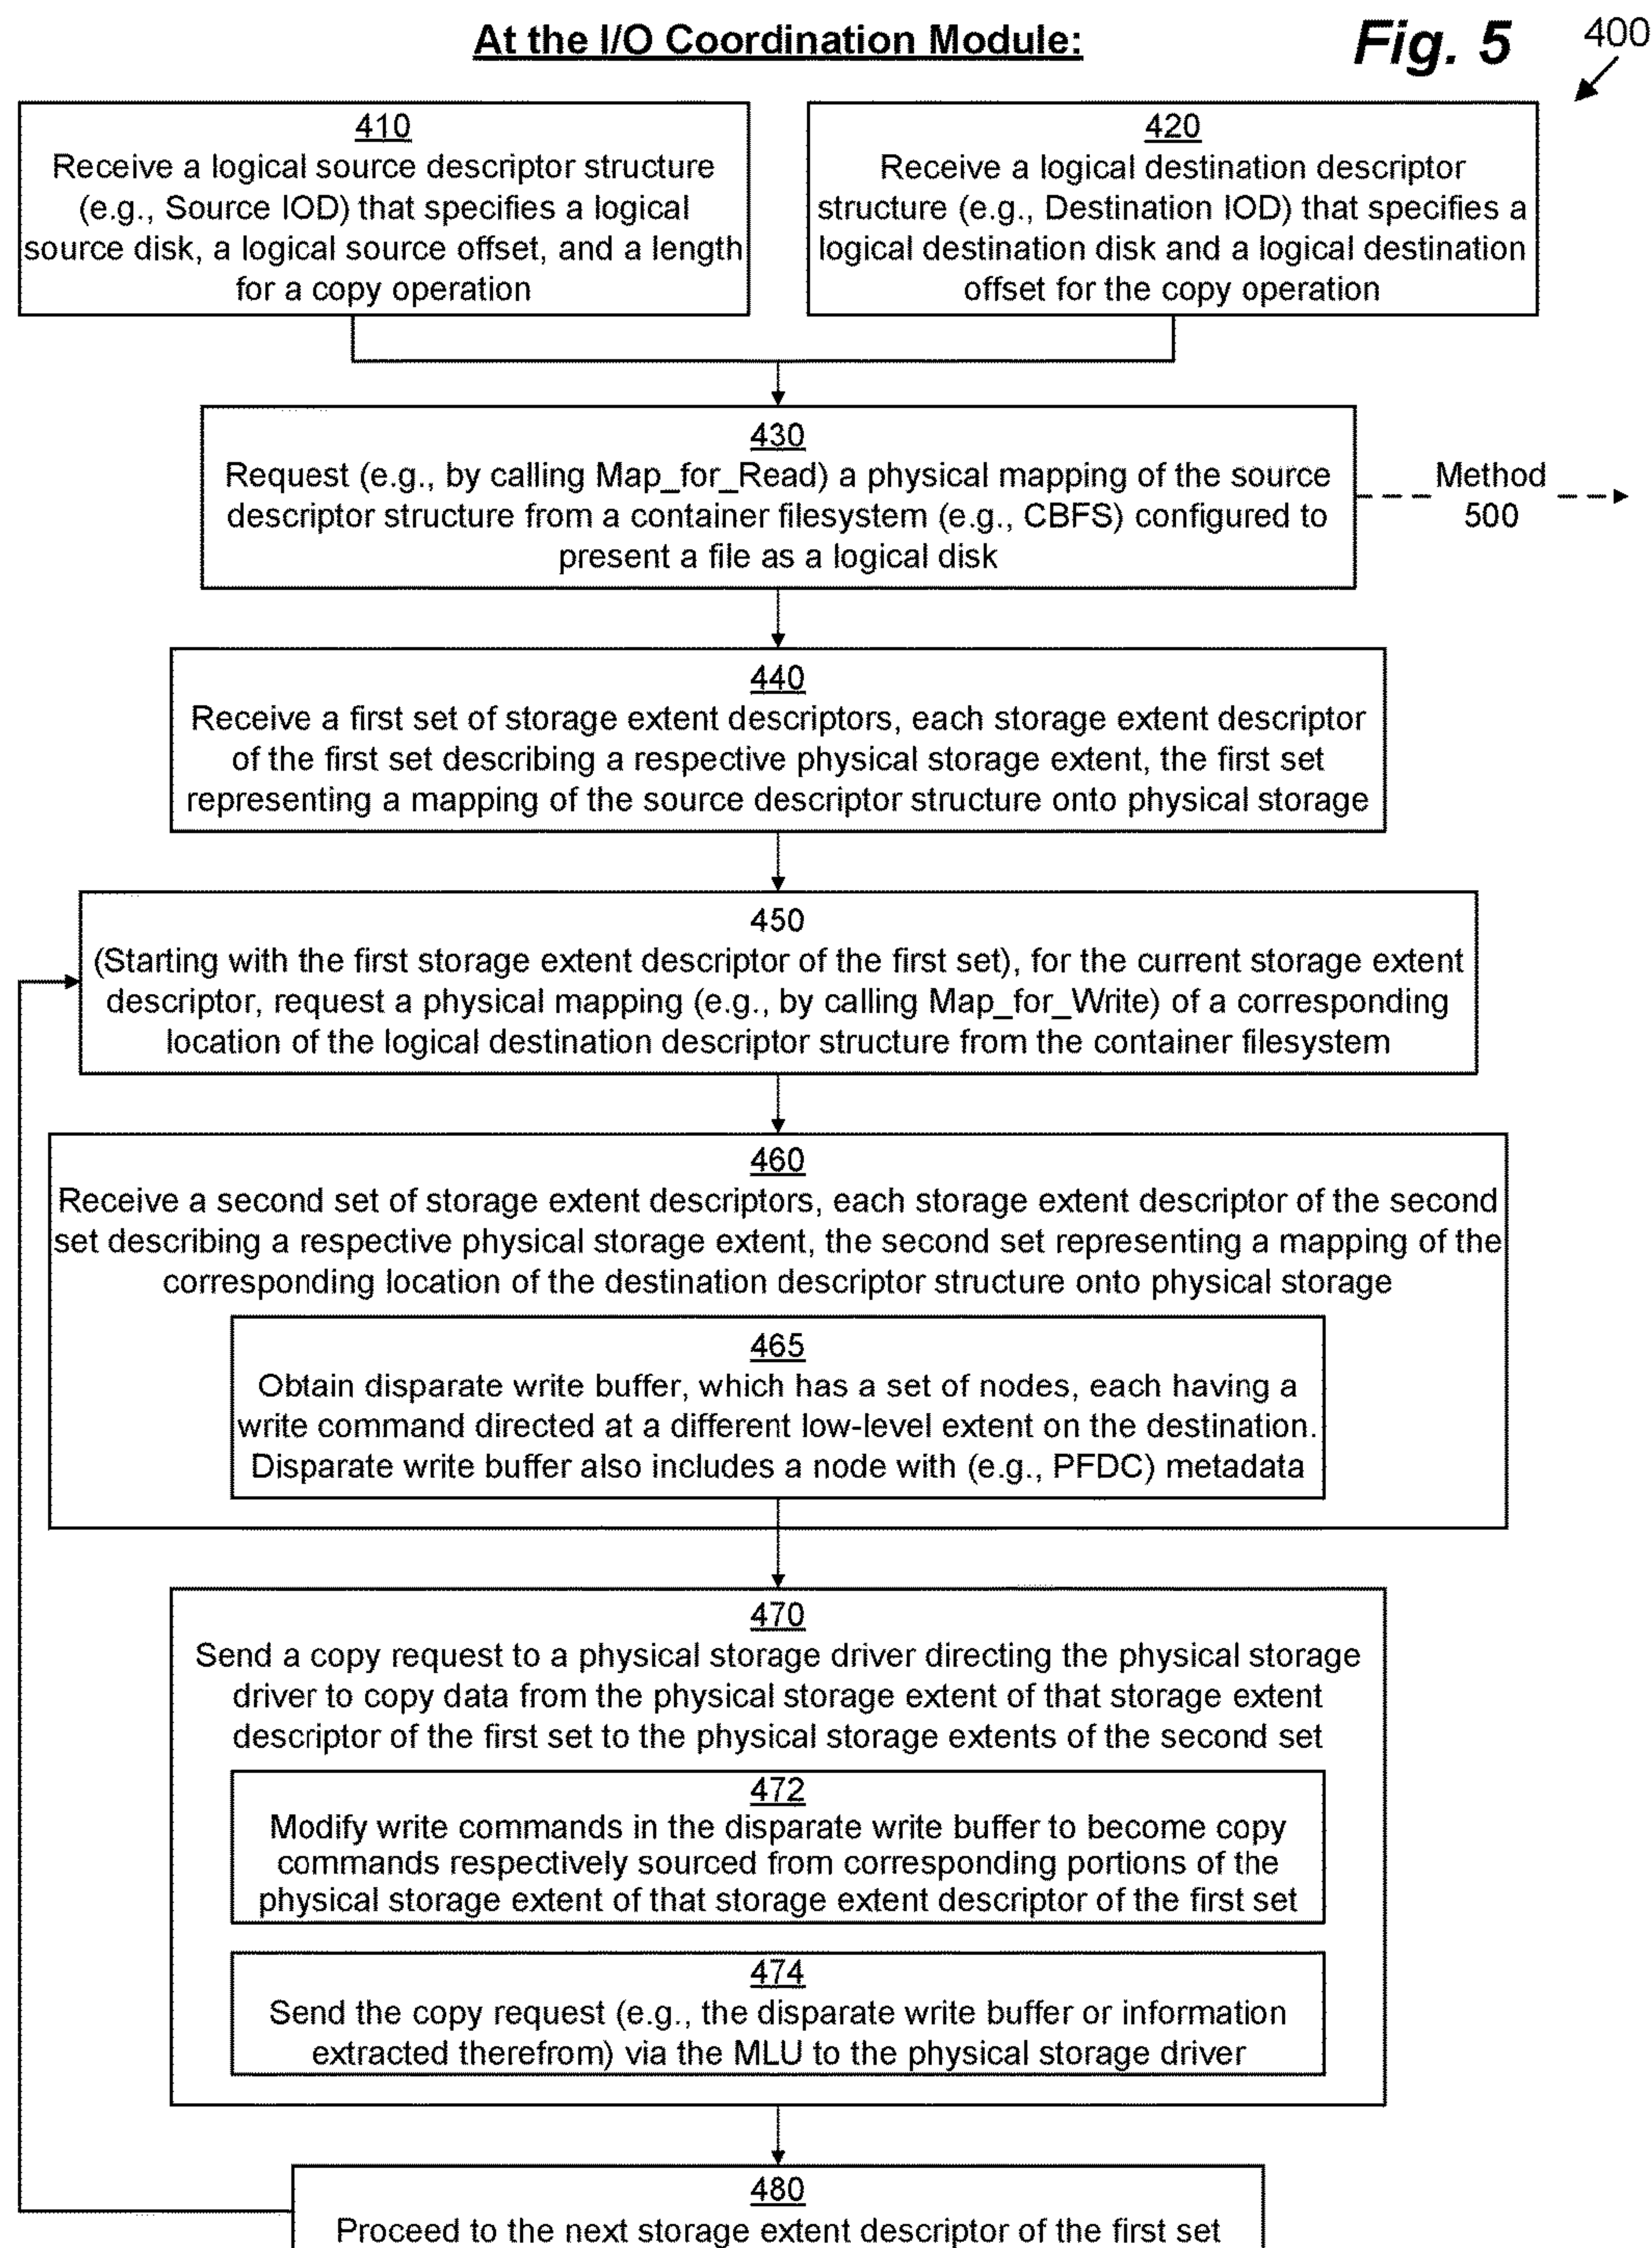 At the I/O Coordination Module:
Fig. 5
400
410
Receive a logical source descriptor structure
(e.g., Source IOD) that specifies a logical
source disk, a logical source offset, and a length
for a copy operation
420
Receive a logical destination descriptor
structure (e.g., Destination IOD) that specifies a
logical destination disk and a logical destination
offset for the copy operation
430
Request (e.g., by calling Map_for_Read) a physical mapping of the source
descriptor structure from a container filesystem (e.g., CBFS) configured to
present a file as a logical disk
Method
500
440
Receive a first set of storage extent descriptors, each storage extent descriptor
of the first set describing a respective physical storage extent, the first set
representing a mapping of the source descriptor structure onto physical storage
450
(Starting with the first storage extent descriptor of the first set), for the current storage extent
descriptor, request a physical mapping (e.g., by calling Map_for_Write) of a corresponding
location of the logical destination descriptor structure from the container filesystem
460
Receive a second set of storage extent descriptors, each storage extent descriptor of the second
set describing a respective physical storage extent, the second set representing a mapping of the
corresponding location of the destination descriptor structure onto physical storage
465
Obtain disparate write buffer, which has a set of nodes, each having a
write command directed at a different low-level extent on the destination.
Disparate write buffer also includes a node with (e.g., PFDC) metadata
470
Send a copy request to a physical storage driver directing the physical storage
driver to copy data from the physical storage extent of that storage extent
descriptor of the first set to the physical storage extents of the second set
472
Modify write commands in the disparate write buffer to become copy
commands respectively sourced from corresponding portions of the
physical storage extent of that storage extent descriptor of the first set
474
Send the copy request (e.g., the disparate write buffer or information
extracted therefrom) via the MLU to the physical storage driver
480
Proceed to the next storage extent descriptor of the first set